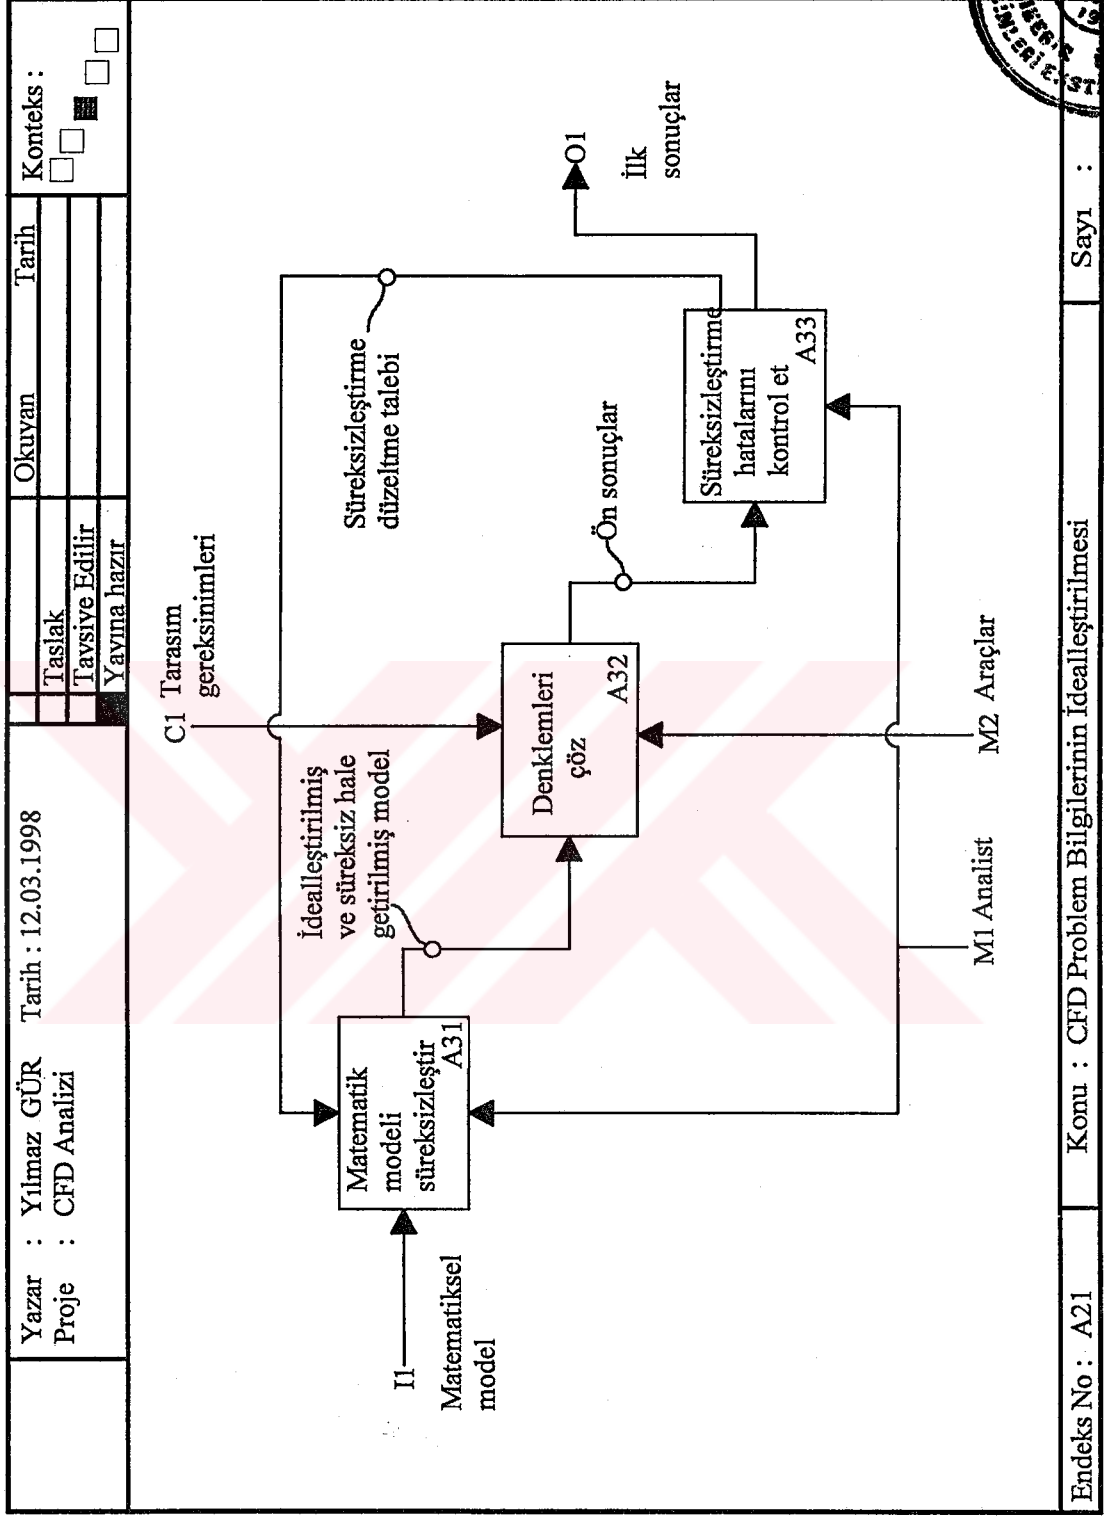 Yazar : Yılmaz GÜR Tarih : 12.03.1998
Proje : CFD Analizi
Okuyan Tarih
Taslak
Tavsiye Edilir
Yayına hazır
Konteks :
C1 Tarasım
gereksinimleri
İdealleştirilmiş
ve süreksiz hale
getirilmiş model
Süreksizleştirme
düzeltme talebi
I1
Matematiksel
model
Matematik
modeli
süreksizleştir
A31
Denklemleri
çöz
A32
Ön sonuçlar
Süreksizleştirme
hatalarını
kontrol et
A33
O1
İlk
sonuçlar
M1 Analist
M2 Araçlar
Endeks No : A21
Konu : CFD Problem Bilgilerinin İdealleştirilmesi
Sayı :